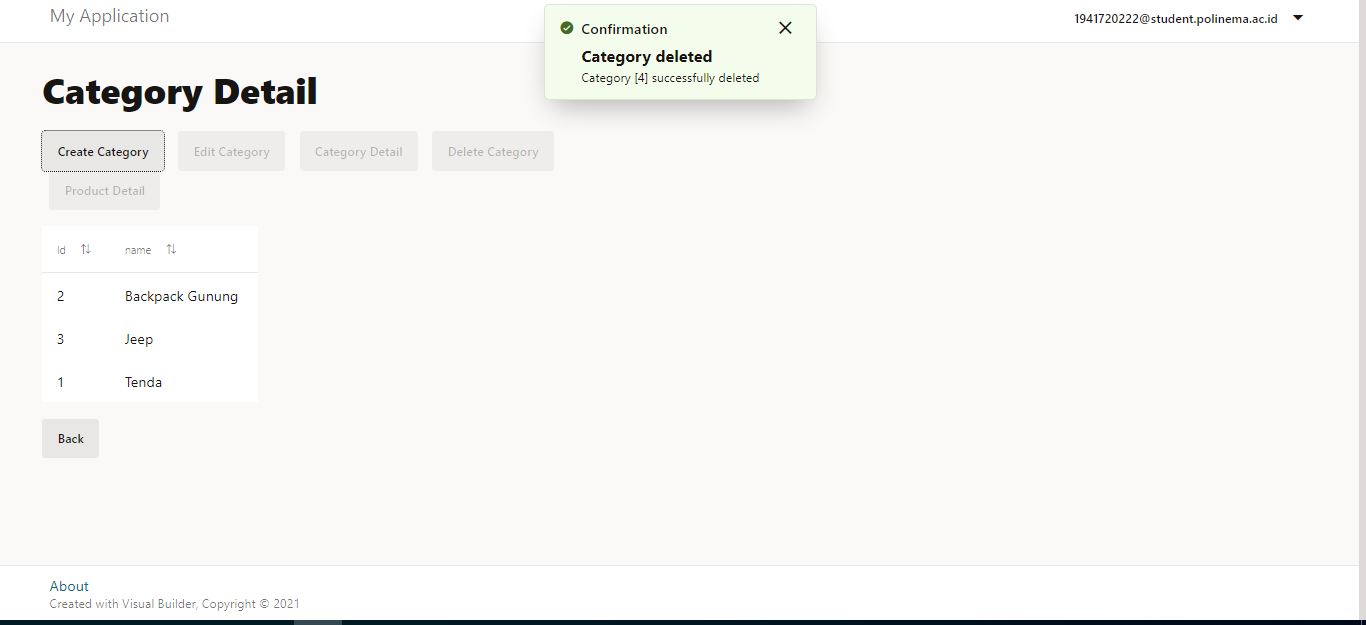 My Application
1941720222@student.polinema.ac.id
Confirmation
Category deleted
Category [4] successfully deleted
Category Detail
Create Category Edit Category Category Detail Delete Category
Product Detail
Id name
2 Backpack Gunung
3 Jeep
1 Tenda
Back
About
Created with Visual Builder, Copyright © 2021